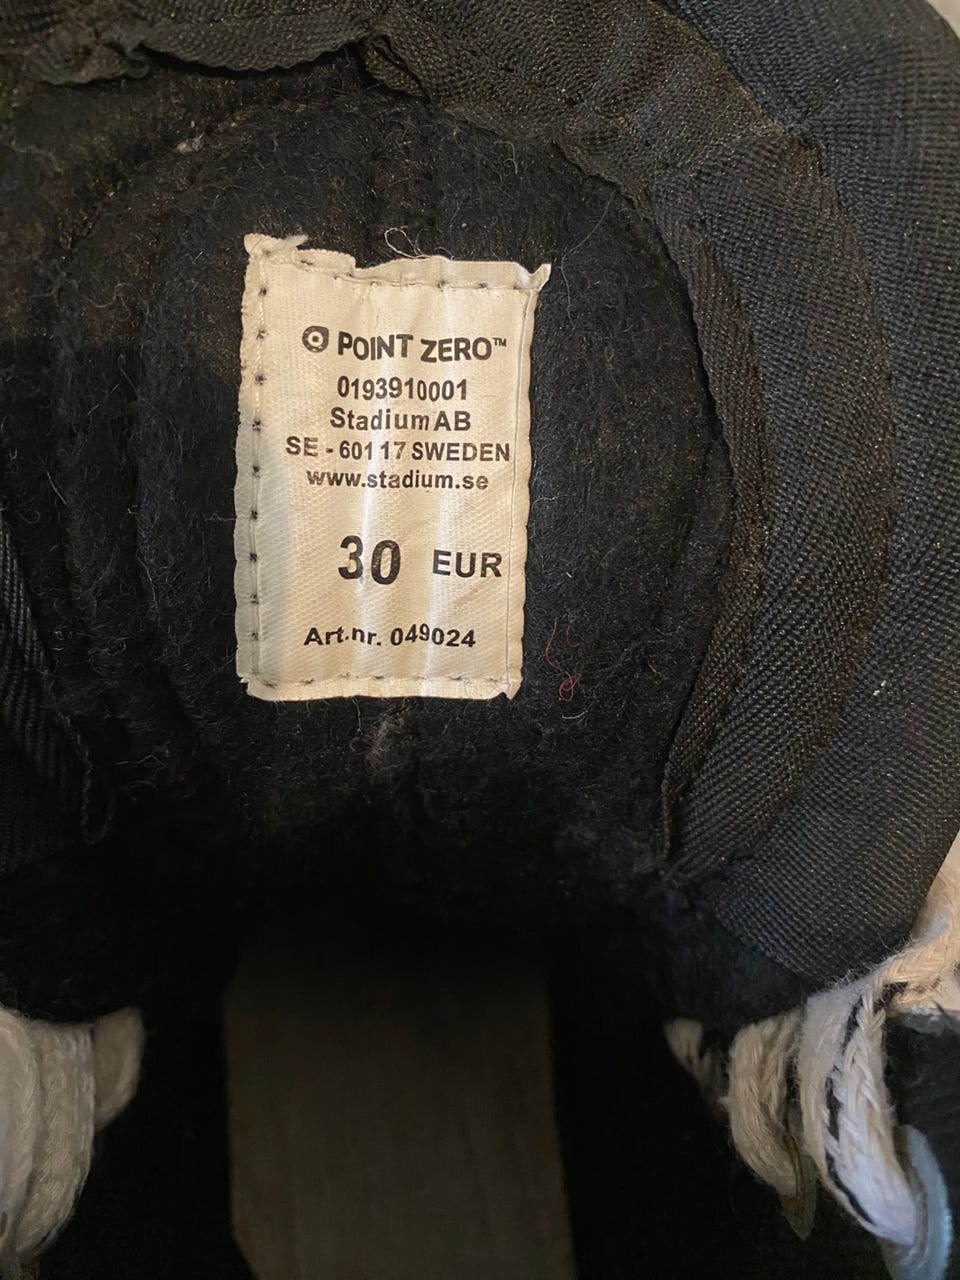 POINT ZERO™
0193910001
Stadium AB
SE - 601 17 SWEDEN
www.stadium.se
30 EUR
Art.nr. 049024